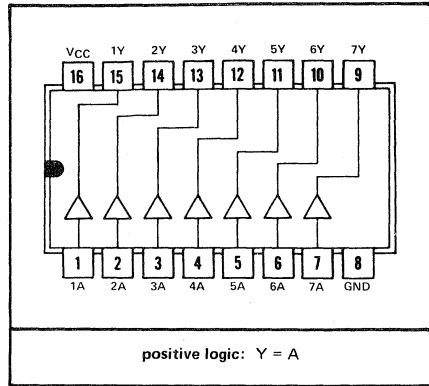 VCC 1Y 2Y 3Y 4Y 5Y 6Y 7Y
16 15 14 13 12 11 10 9
1 2 3 4 5 6 7 8
1A 2A 3A 4A 5A 6A 7A GND
positive logic: Y = A